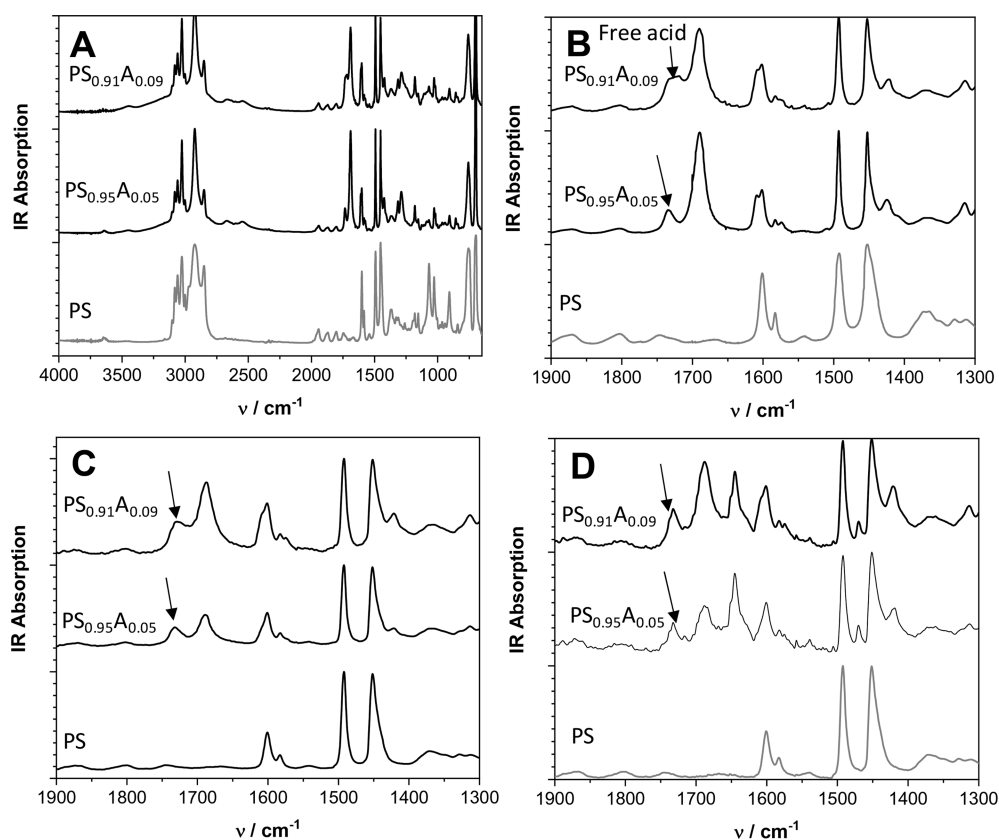 A
PS0.91A0.09
PS0.95A0.05
PS
IR Absorption
4000 3500 3000 2500 2000 1500 1000
ν / cm-1
B
Free acid
PS0.91A0.09
PS0.95A0.05
PS
IR Absorption
1900 1800 1700 1600 1500 1400 1300
ν / cm-1
C
PS0.91A0.09
PS0.95A0.05
PS
IR Absorption
1900 1800 1700 1600 1500 1400 1300
ν / cm-1
D
PS0.91A0.09
PS0.95A0.05
PS
IR Absorption
1900 1800 1700 1600 1500 1400 1300
ν / cm-1